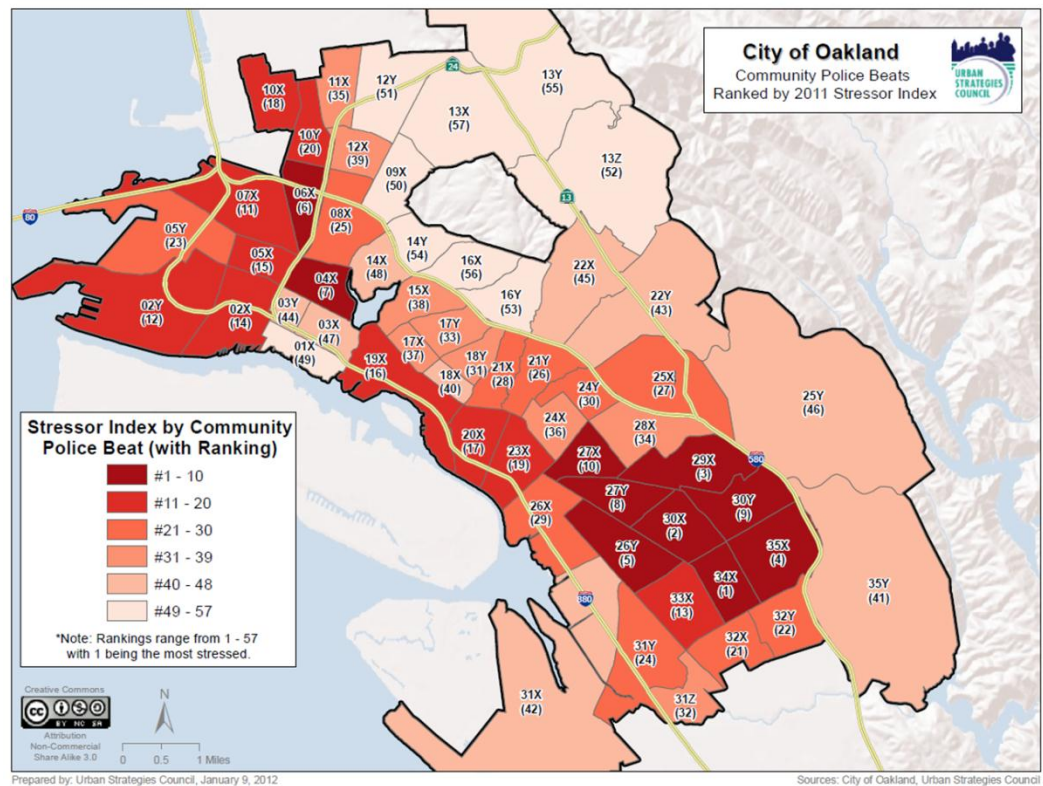 City of Oakland
Community Police Beats
Ranked by 2011 Stressor Index
URBAN
STRATEGIES
COUNCIL
24
13
80
580
880
10X
(18)
11X
(35)
12Y
(51)
13Y
(55)
13X
(57)
10Y
(20)
12X
(39)
13Z
(52)
09X
(50)
07X
(11)
06X
(6)
08X
(25)
05Y
(23)
14Y
(54)
05X
(15)
14X
(48)
16X
(56)
22X
(45)
04X
(7)
15X
(38)
16Y
(53)
22Y
(43)
02Y
(12)
02X
(14)
03Y
(44)
03X
(47)
17Y
(33)
01X
(49)
17X
(37)
19X
(16)
18Y
(31)
21X
(28)
21Y
(26)
18X
(40)
24Y
(30)
25X
(27)
25Y
(46)
24X
(36)
28X
(34)
20X
(17)
23X
(19)
27X
(10)
29X
(3)
27Y
(8)
30Y
(9)
26X
(29)
30X
(2)
26Y
(5)
35X
(4)
34X
(1)
35Y
(41)
33X
(13)
32Y
(22)
32X
(21)
31Y
(24)
31X
(42)
31Z
(32)
Stressor Index by Community
Police Beat (with Ranking)
#1 - 10
#11 - 20
#21 - 30
#31 - 39
#40 - 48
#49 - 57
*Note: Rankings range from 1 - 57
with 1 being the most stressed.
Creative Commons
cc
BY NC SA
Attribution
Non-Commercial
Share Alike 3.0
N
0 0.5 1 Miles
Prepared by: Urban Strategies Council, January 9, 2012
Sources: City of Oakland, Urban Strategies Council